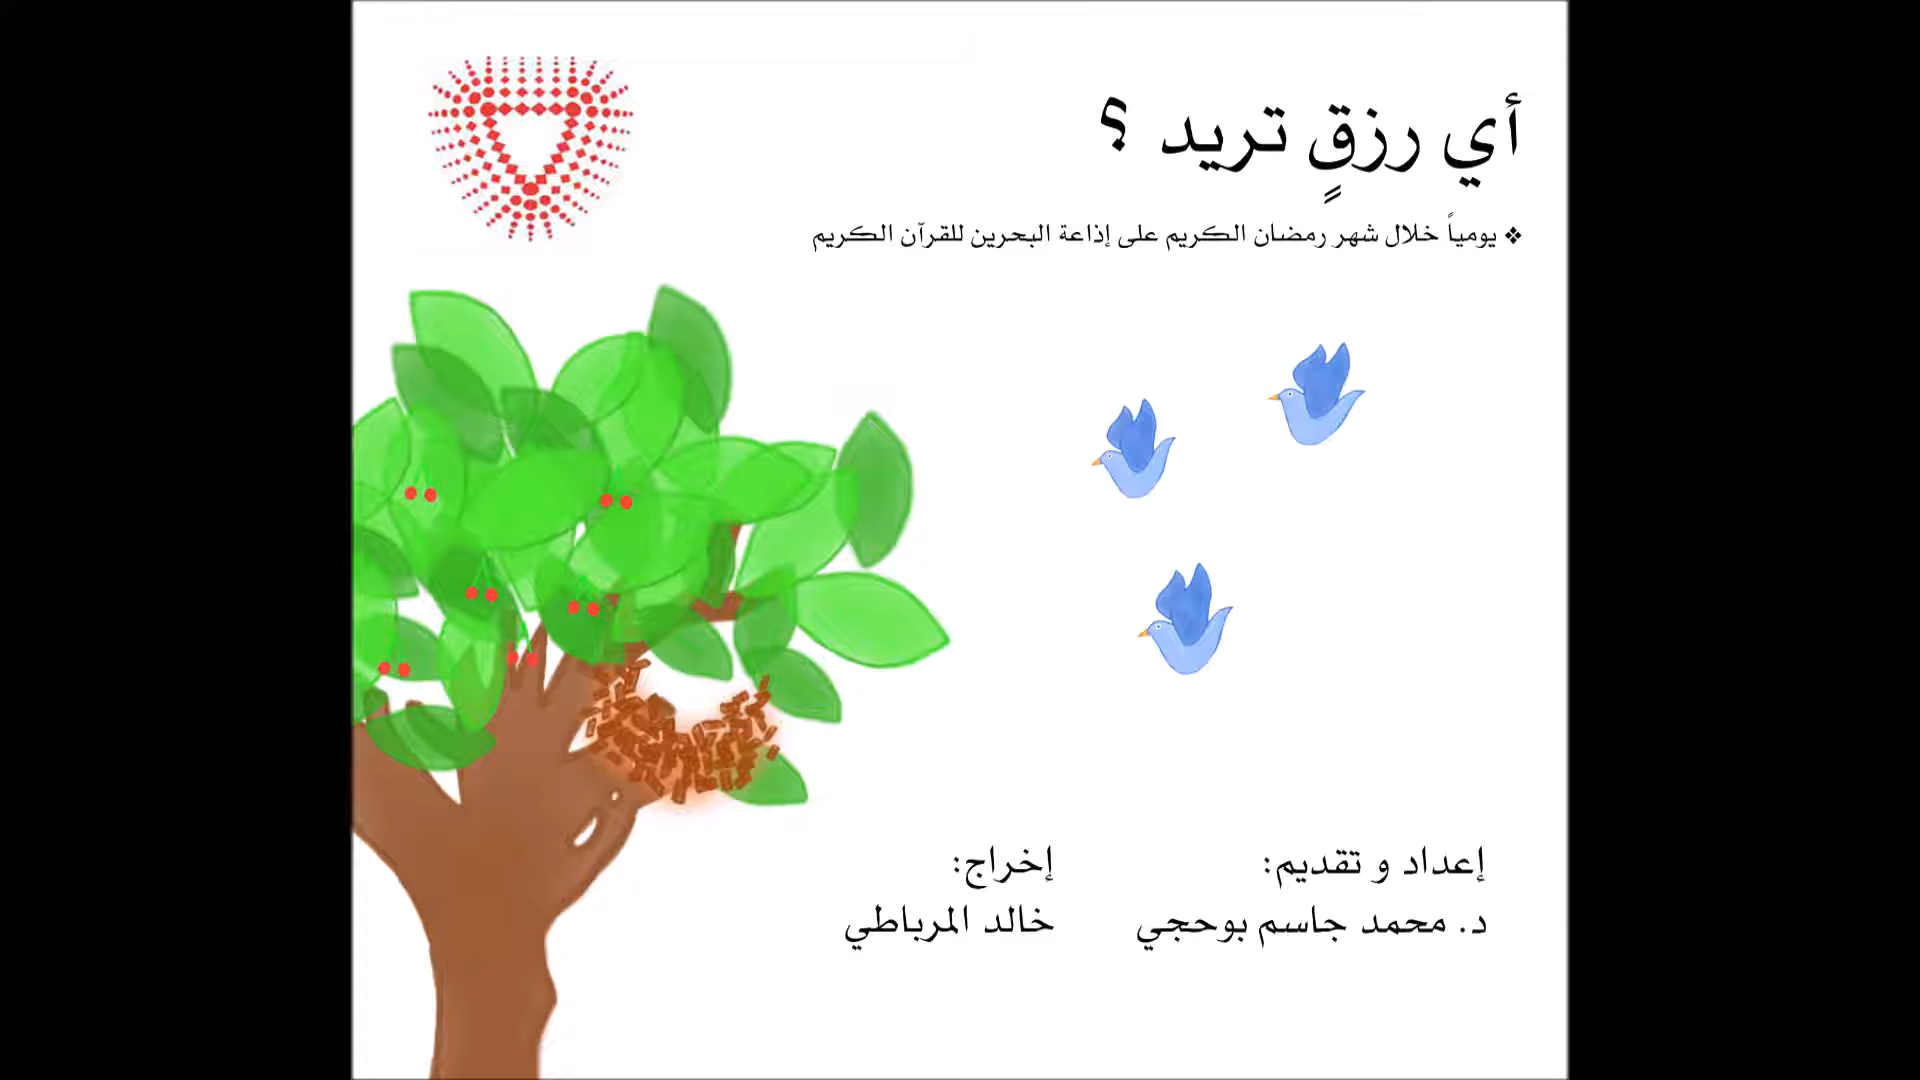 أي رزقٍ تريد ؟
❖ يومياً خلال شهر رمضان الكريم على إذاعة البحرين للقرآن الكريم
إعداد و تقديم:
د. محمد جاسم بوحجي
إخراج:
خالد المرباطي